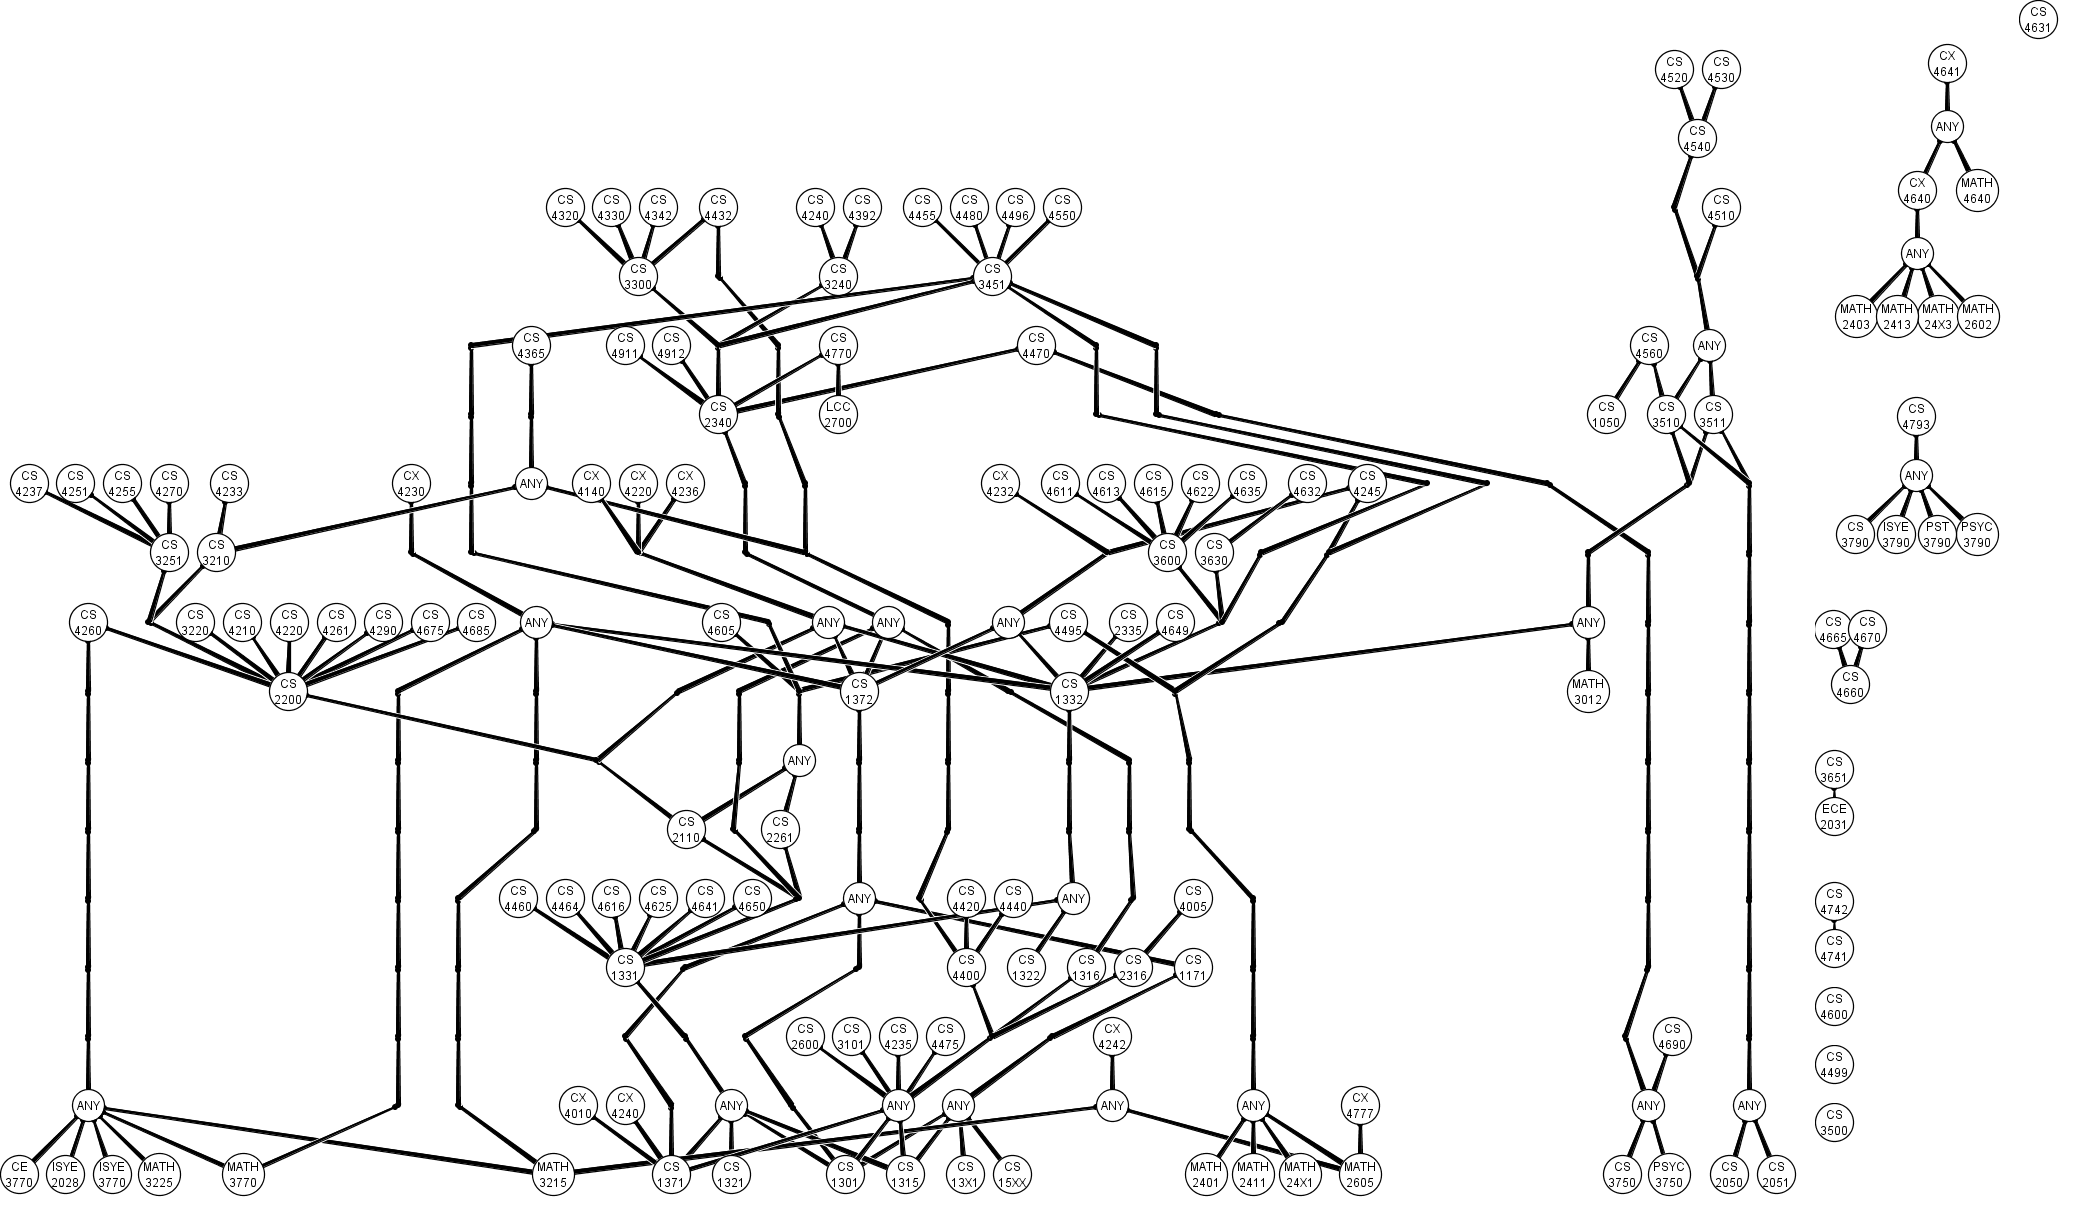 CS
4631
CS
4520
CS
4530
CX
4641
ANY
CS
4540
CX
4640
MATH
4640
CS
4320
CS
4330
CS
4342
CS
4432
CS
4240
CS
4392
CS
4455
CS
4480
CS
4496
CS
4550
CS
4510
ANY
CS
3300
CS
3240
CS
3451
MATH
2403
MATH
2413
MATH
24X3
MATH
2602
CS
4365
CS
4911
CS
4912
CS
4770
CS
4470
CS
4560
ANY
CS
2340
LCC
2700
CS
1050
CS
3510
CS
3511
CS
4793
CS
4237
CS
4251
CS
4255
CS
4270
CS
4233
CX
4230
ANY
CX
4140
CX
4220
CX
4236
CX
4232
CS
4611
CS
4613
CS
4615
CS
4622
CS
4635
CS
4632
CS
4245
ANY
CS
3251
CS
3210
CS
3600
CS
3630
CS
3790
ISYE
3790
PST
3790
PSYC
3790
CS
4260
CS
3220
CS
4210
CS
4220
CS
4261
CS
4290
CS
4675
CS
4685
ANY
CS
4605
ANY
ANY
ANY
CS
4495
CS
2335
CS
4649
ANY
CS
4665
CS
4670
CS
2200
CS
1372
CS
1332
MATH
3012
CS
4660
ANY
CS
3651
CS
2110
CS
2261
ECE
2031
CS
4460
CS
4464
CS
4616
CS
4625
CS
4641
CS
4650
ANY
CS
4420
CS
4440
ANY
CS
4005
CS
4742
CS
4741
CS
1331
CS
4400
CS
1322
CS
1316
CS
2316
CS
1171
CS
4600
CS
2600
CS
3101
CS
4235
CS
4475
CX
4242
CS
4690
CS
4499
ANY
CX
4010
CX
4240
ANY
ANY
ANY
ANY
ANY
CX
4777
ANY
ANY
CS
3500
CE
3770
ISYE
2028
ISYE
3770
MATH
3225
MATH
3770
MATH
3215
CS
1371
CS
1321
CS
1301
CS
1315
CS
13X1
CS
15XX
MATH
2401
MATH
2411
MATH
24X1
MATH
2605
CS
3750
PSYC
3750
CS
2050
CS
2051